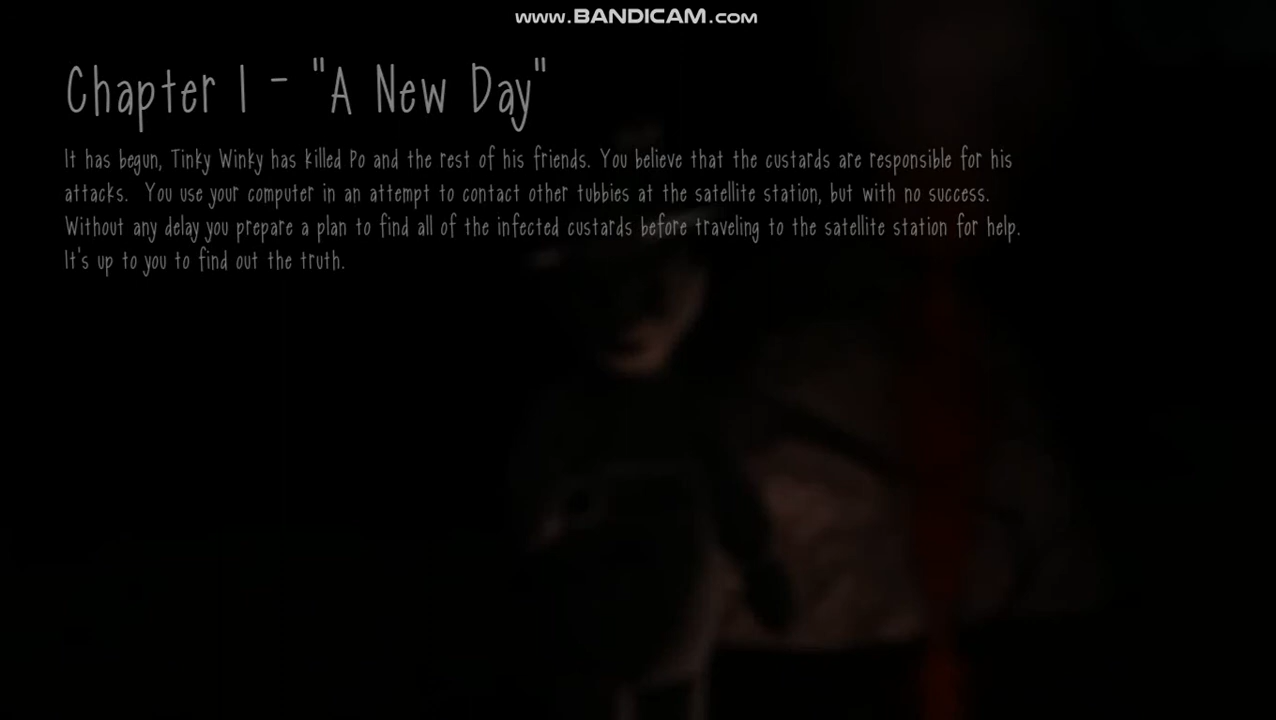 www.BANDICAM.com
Chapter 1 - "A New Day"
It has begun, Tinky Winky has killed Po and the rest of his friends. You believe that the custards are responsible for his
attacks.  You use your computer in an attempt to contact other tubbies at the satellite station, but with no success.
Without any delay you prepare a plan to find all of the infected custards before traveling to the satellite station for help.
It's up to you to find out the truth.